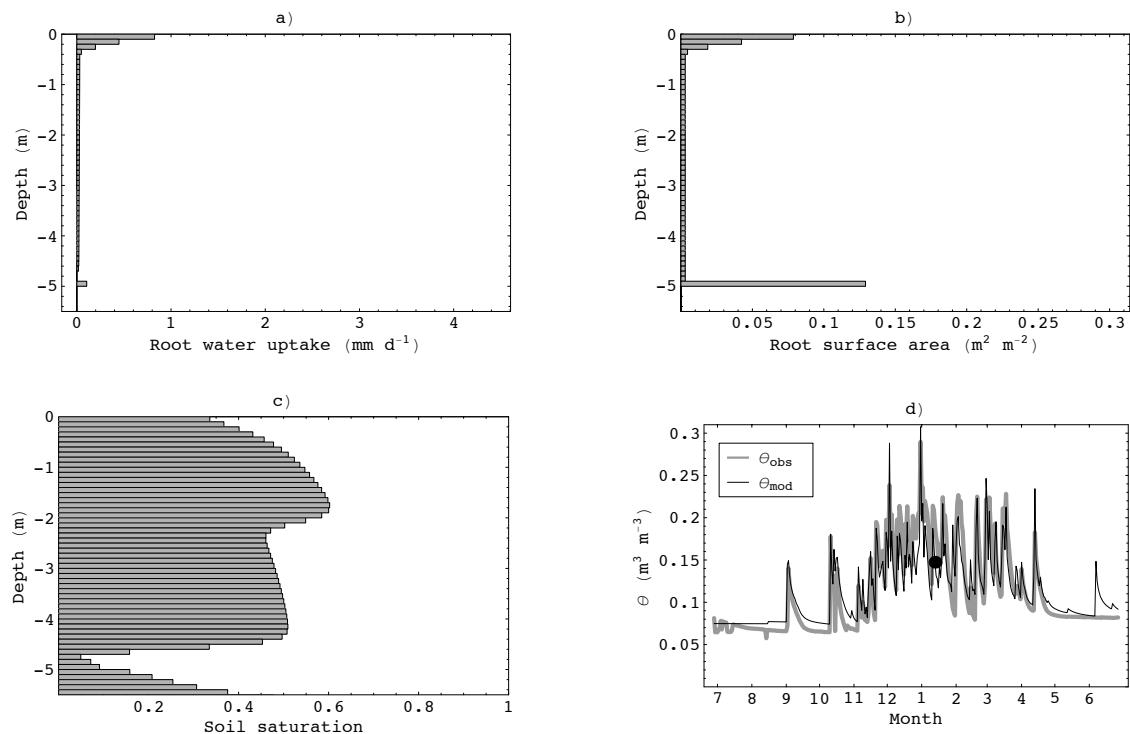 a)
0
-1
-2
-3
-4
-5
Depth (m)
0 1 2 3 4
Root water uptake (mm d⁻¹)
b)
0
-1
-2
-3
-4
-5
Depth (m)
0.05 0.1 0.15 0.2 0.25 0.3
Root surface area (m² m⁻²)
c)
0
-1
-2
-3
-4
-5
Depth (m)
0.2 0.4 0.6 0.8 1
Soil saturation
d)
0.3
0.25
0.2
0.15
0.1
0.05
θ (m³ m⁻³)
θobs
θmod
7 9 10 11 12 1 2 3 4 6
Month